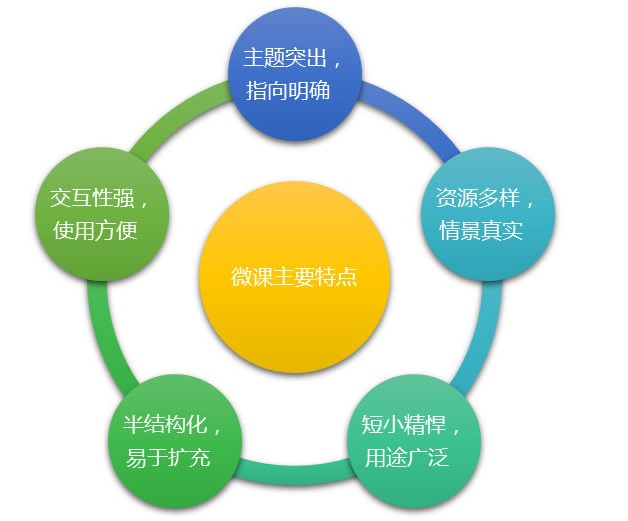 主题突出，
指向明确
资源多样，
情景真实
短小精悍，
用途广泛
半结构化，
易于扩充
交互性强，
使用方便
微课主要特点